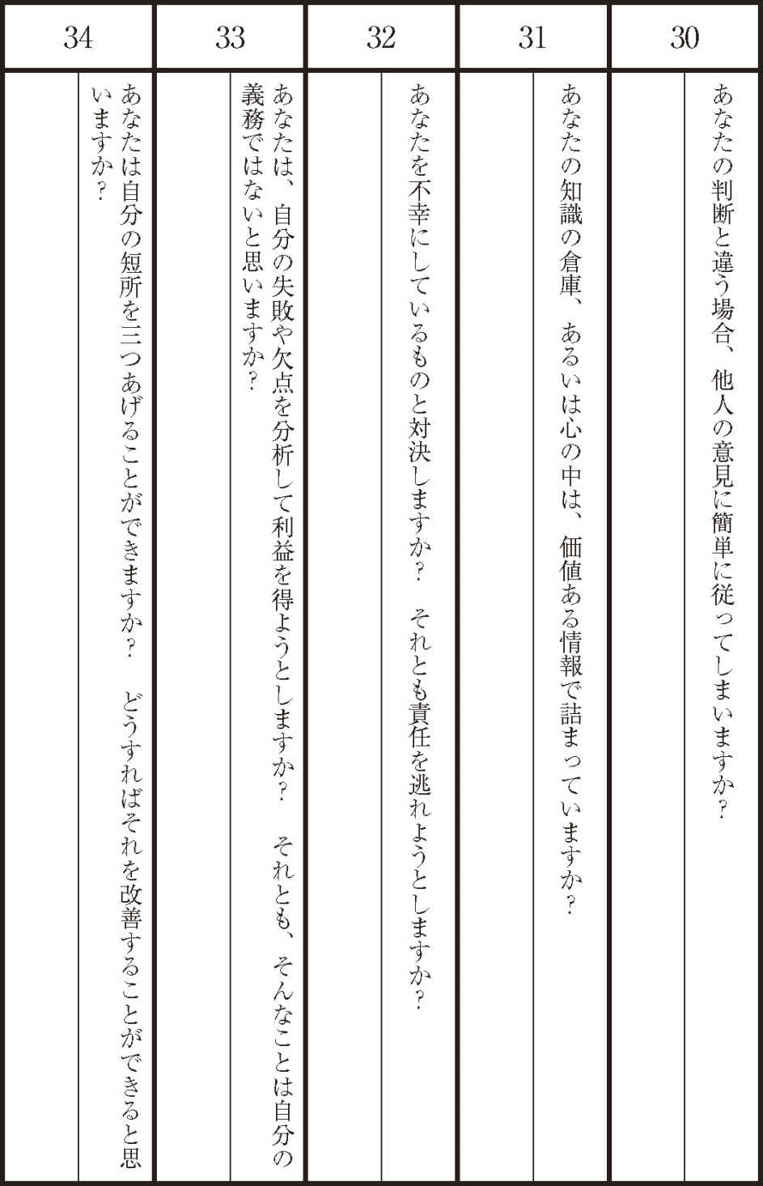 30
あなたの判断と違う場合、他人の意見に簡単に従ってしまいますか？
31
あなたの知識の倉庫、あるいは心の中は、価値ある情報で詰まっていますか？
32
あなたを不幸にしているものと対決しますか？　それとも責任を逃れようとしますか？
33
あなたは、自分の失敗や欠点を分析して利益を得ようとしますか？　それとも、そんなことは自分の
義務ではないと思いますか？
34
あなたは自分の短所を三つあげることができますか？　どうすればそれを改善することができると思
いますか？